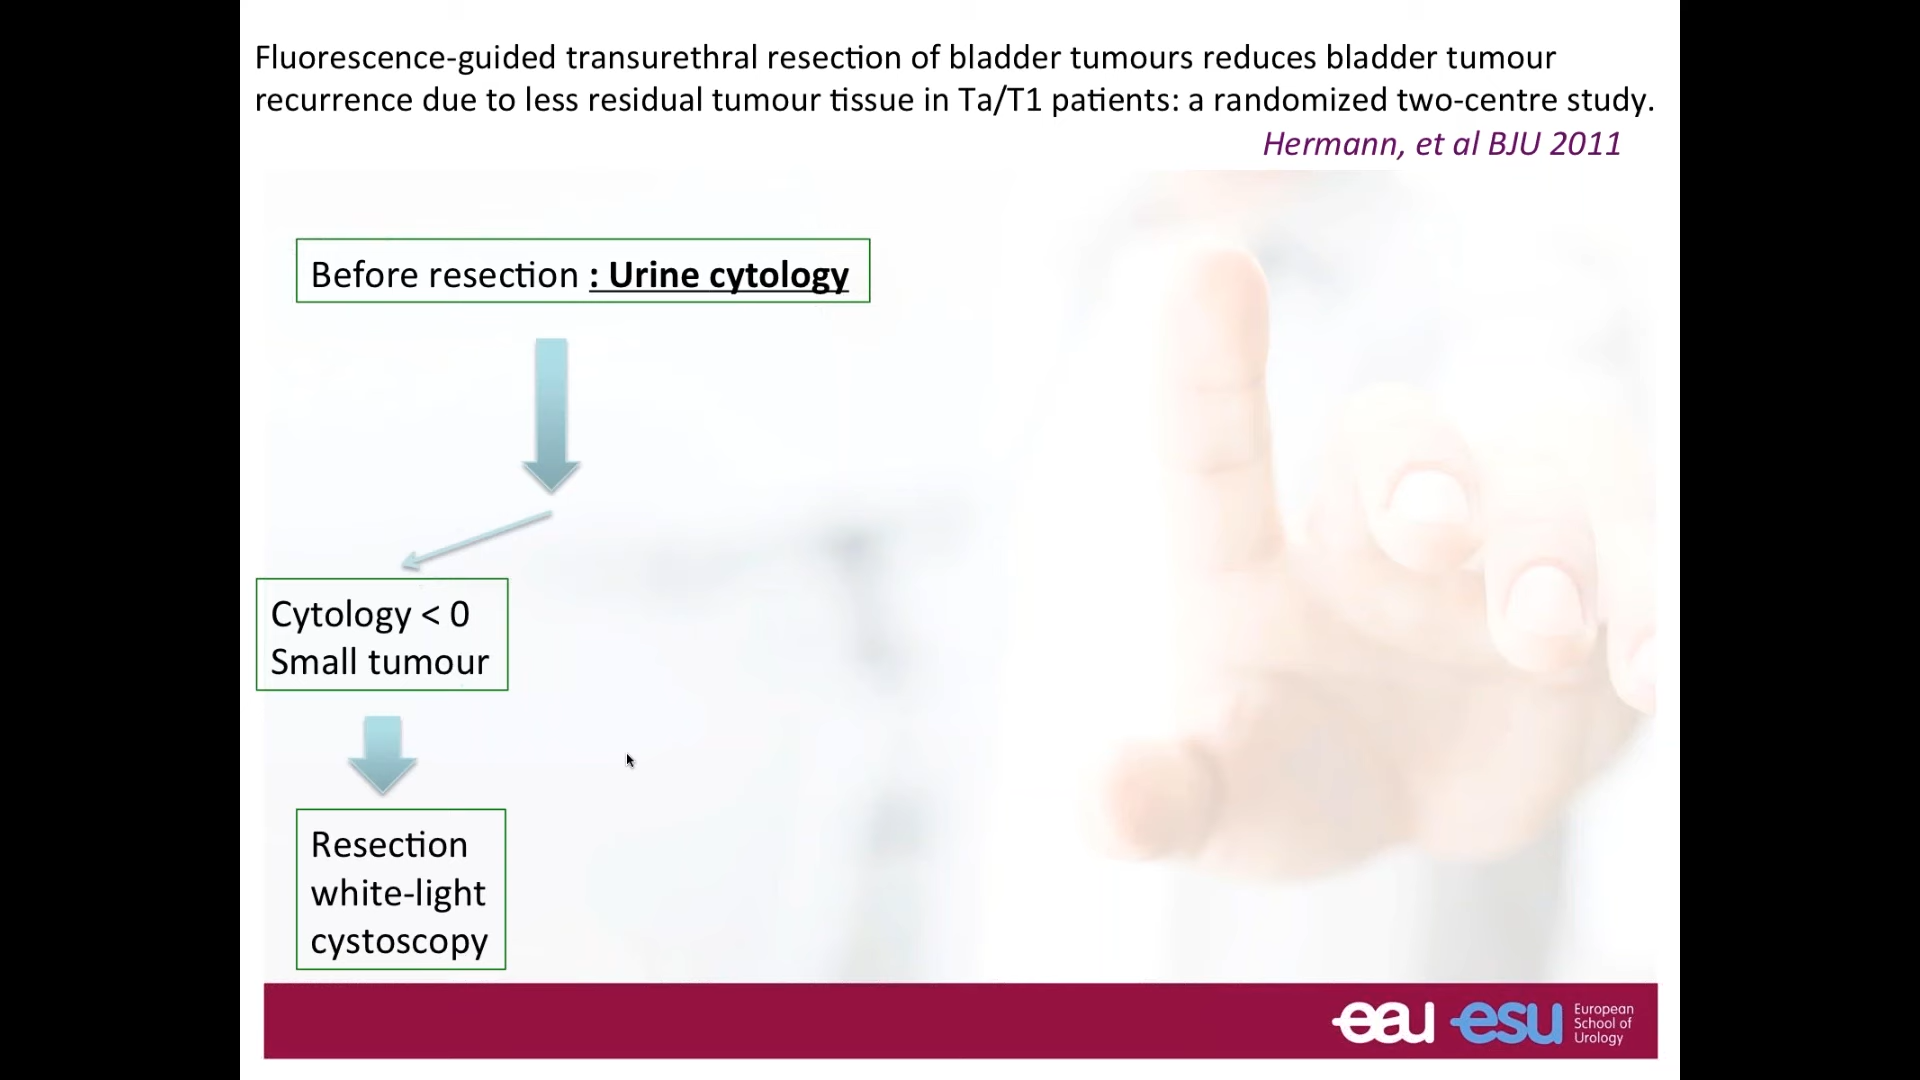 Fluorescence-guided transurethral resection of bladder tumours reduces bladder tumour
recurrence due to less residual tumour tissue in Ta/T1 patients: a randomized two-centre study.
Hermann, et al BJU 2011
Before resection : Urine cytology
Cytology < 0
Small tumour
Resection
white-light
cystoscopy
eau esu European
School of
Urology